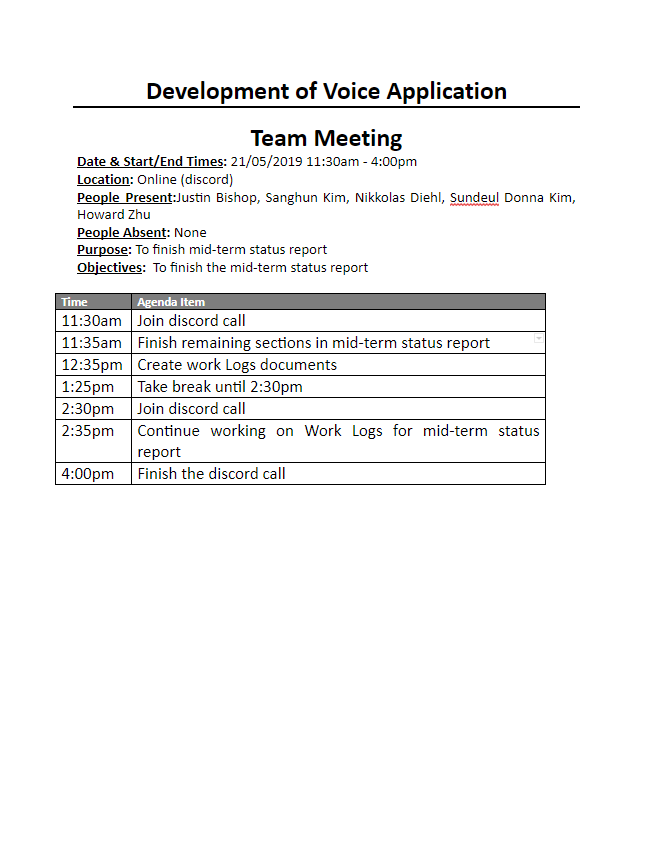 Development of Voice Application
Team Meeting
Date & Start/End Times: 21/05/2019 11:30am - 4:00pm
Location: Online (discord)
People Present:Justin Bishop, Sanghun Kim, Nikkolas Diehl, Sundeul Donna Kim,
Howard Zhu
People Absent: None
Purpose: To finish mid-term status report
Objectives: To finish the mid-term status report
Time Agenda Item
11:30am Join discord call
11:35am Finish remaining sections in mid-term status report
12:35pm Create work Logs documents
1:25pm Take break until 2:30pm
2:30pm Join discord call
2:35pm Continue working on Work Logs for mid-term status
report
4:00pm Finish the discord call